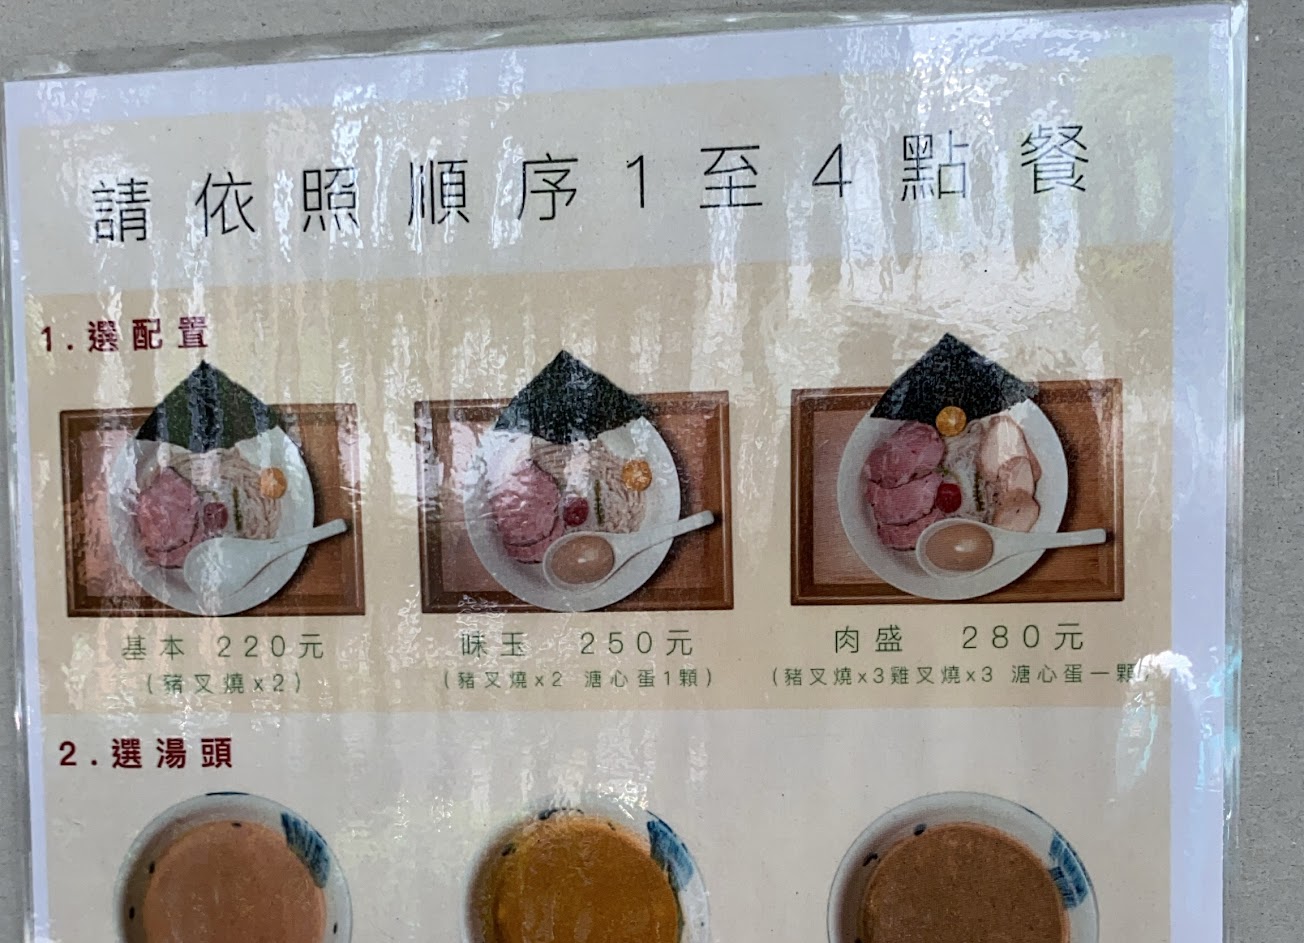 請依照順序1至4點餐
1.選配置
基本 220元
(豬叉燒x2)
味玉 250元
(豬叉燒x2 溏心蛋1顆)
肉盛 280元
(豬叉燒x3雞叉燒x3 溏心蛋一顆)
2.選湯頭